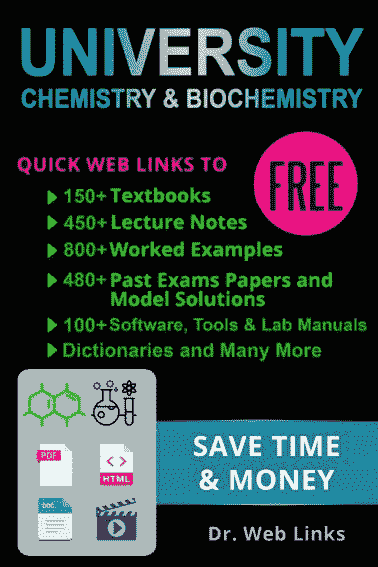 UNIVERSITY
CHEMISTRY & BIOCHEMISTRY
QUICK WEB LINKS TO
FREE
150+ Textbooks
450+ Lecture Notes
800+ Worked Examples
480+ Past Exams Papers and
Model Solutions
100+ Software, Tools & Lab Manuals
Dictionaries and Many More
PDF
HTML
doc
SAVE TIME
& MONEY
Dr. Web Links